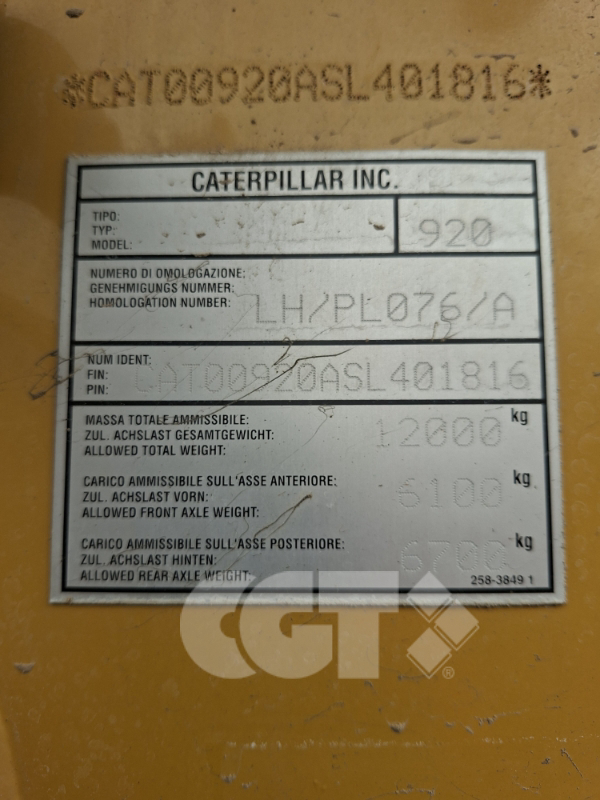 *CAT00920ASL401816*
CATERPILLAR INC.
TIPO:
TYP:
MODEL:
920
NUMERO DI OMOLOGAZIONE:
GENEHMIGUNGS NUMMER:
HOMOLOGATION NUMBER:
LH/PL076/A
12
NUM IDENT:
FIN:
PIN:
CAT00920ASL401816
MASSA TOTALE AMMISSIBILE:
ZUL. ACHSLAST GESAMTGEWICHT:
ALLOWED TOTAL WEIGHT:
12000 kg
CARICO AMMISSIBILE SULL'ASSE ANTERIORE:
ZUL. ACHSLAST VORN:
ALLOWED FRONT AXLE WEIGHT:
6100 kg
CARICO AMMISSIBILE SULL'ASSE POSTERIORE:
ZUL. ACHSLAST HINTEN:
ALLOWED REAR AXLE WEIGHT:
6700 kg
258-3849 1
CGT®